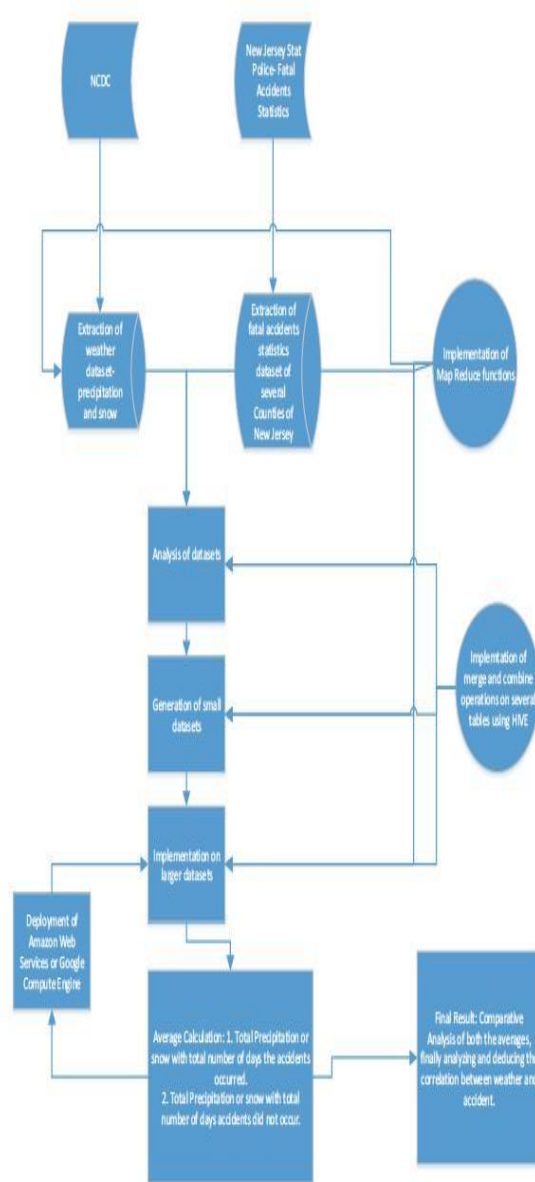 NCDC
New Jersey Stat
Police- Fatal
Accidents
Statistics
Extraction of
weather
dataset-
precipitation
and snow
Extraction of
fatal accidents
statistics
dataset of
several
Counties of
New Jersey
Implementation of
Map Reduce functions
Analysis of datasets
Implemtation of
merge and combine
operations on several
tables using HIVE
Generation of small
datasets
Implementation on
larger datasets
Deployment of
Amazon Web
Services or Google
Compute Engine
Average Calculation: 1. Total Precipitation or
snow with total number of days the accidents
occurred.
2. Total Precipitation or snow with total
number of days accidents did not occur.
Final Result: Comparative
Analysis of both the averages,
finally analyzing and deducing the
correlation between weather and
accident.